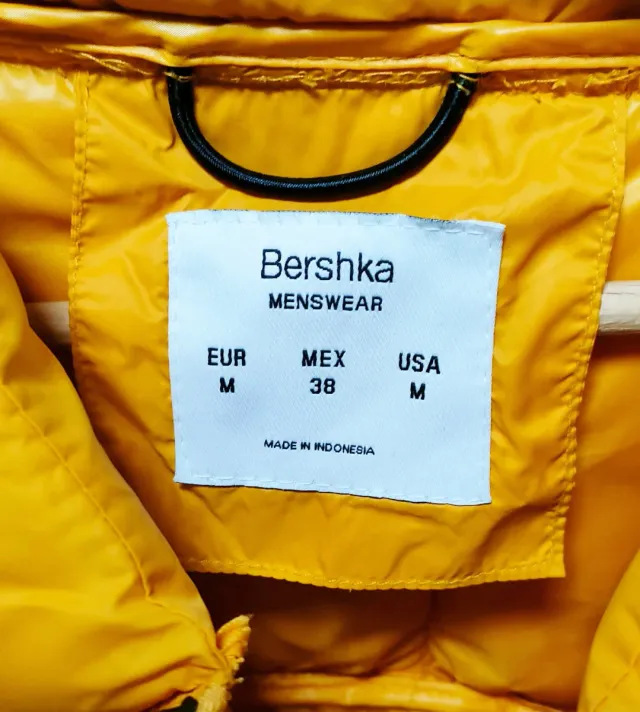 Bershka
MENSWEAR
EUR MEX USA
M 38 M
MADE IN INDONESIA